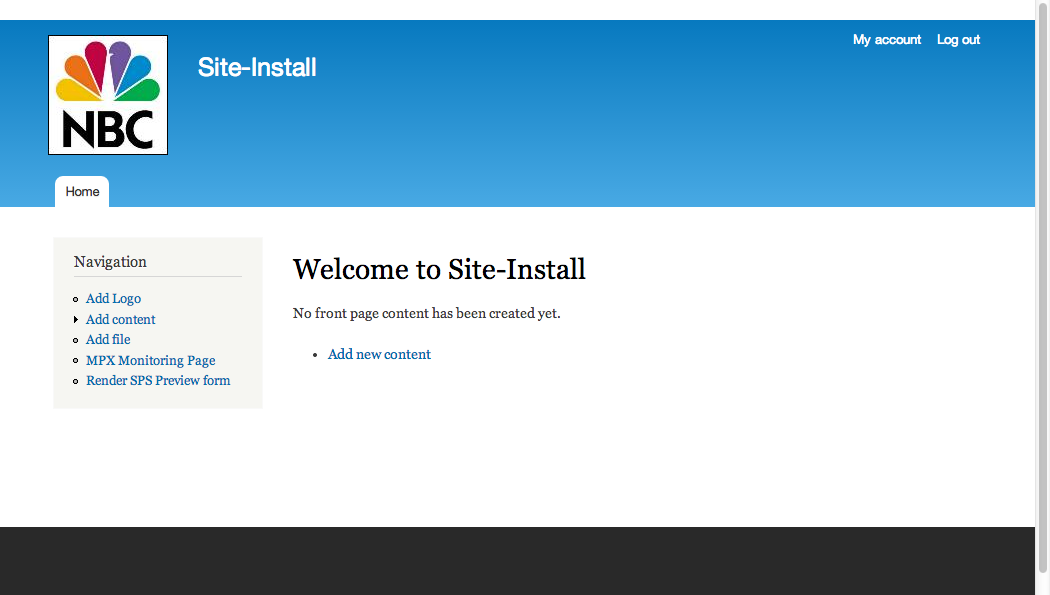 My account Log out
NBC
Site-Install
Home
Navigation
Add Logo
Add content
Add file
MPX Monitoring Page
Render SPS Preview form
Welcome to Site-Install
No front page content has been created yet.
Add new content